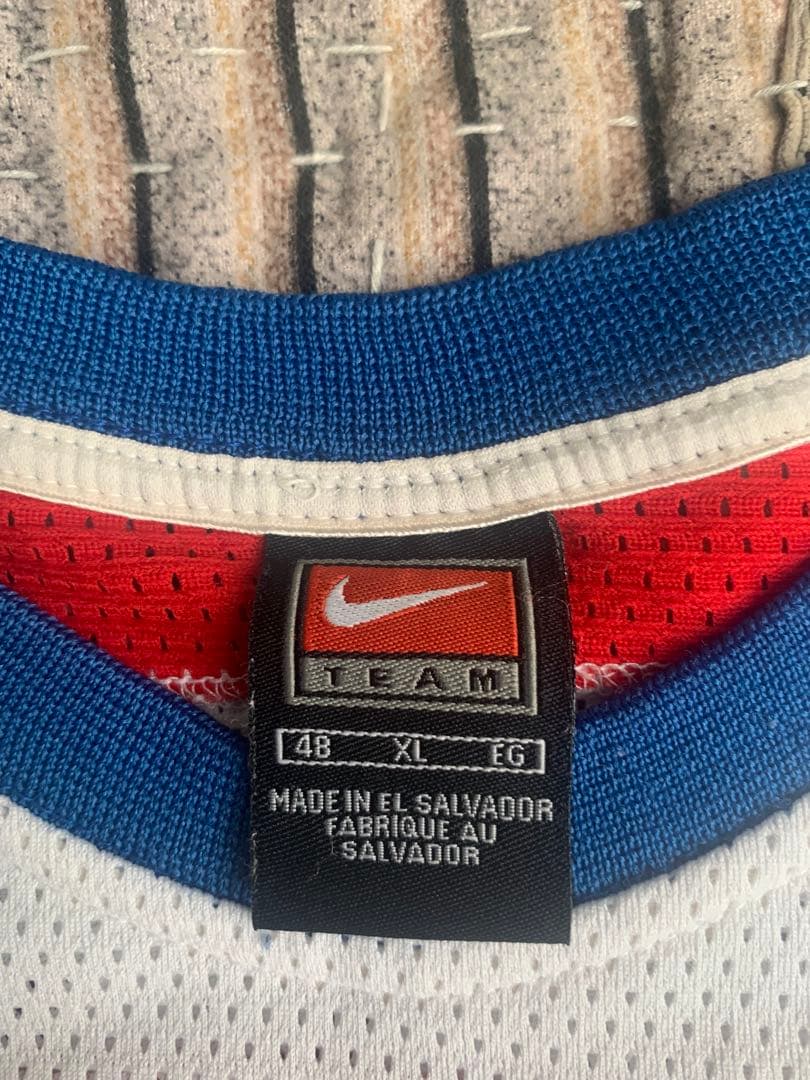 TEAM
48 XL EG
MADE IN EL SALVADOR
FABRIQUE AU
SALVADOR